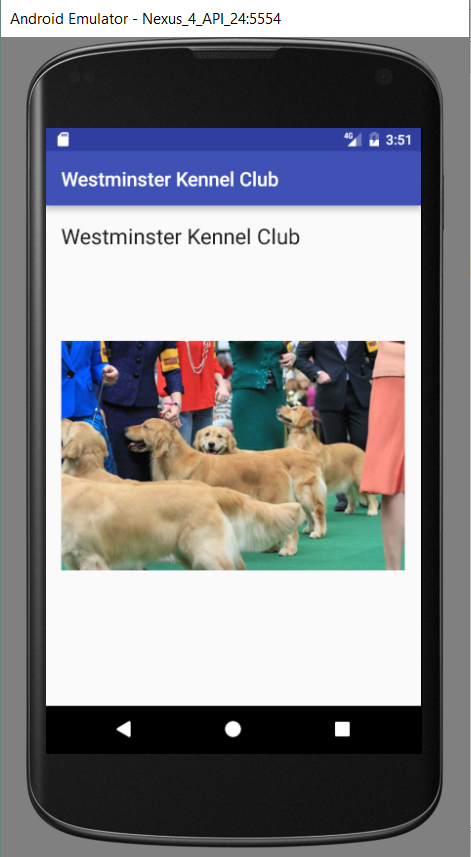 Android Emulator - Nexus_4_API_24:5554
4G 3:51
Westminster Kennel Club
Westminster Kennel Club